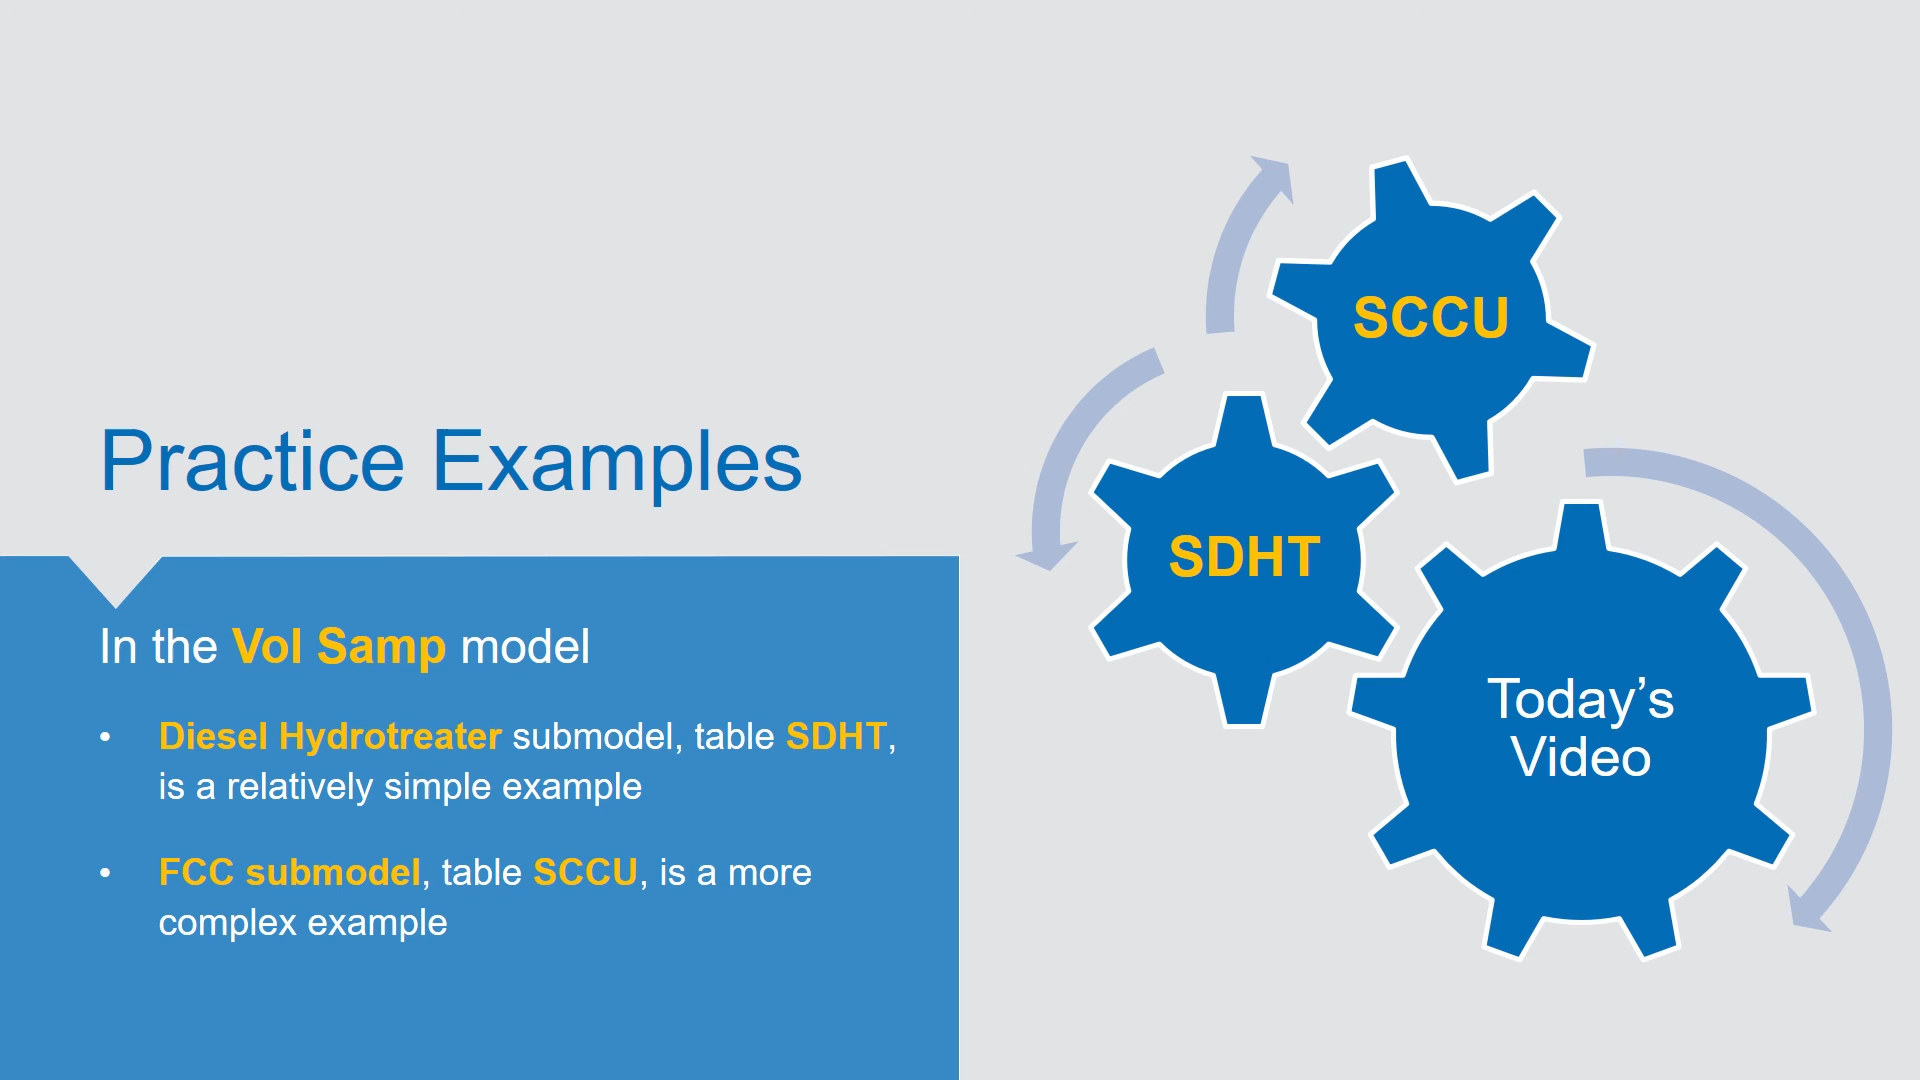 Practice Examples
In the Vol Samp model
• Diesel Hydrotreater submodel, table SDHT,
is a relatively simple example
• FCC submodel, table SCCU, is a more
complex example
SCCU
SDHT
Today’s
Video